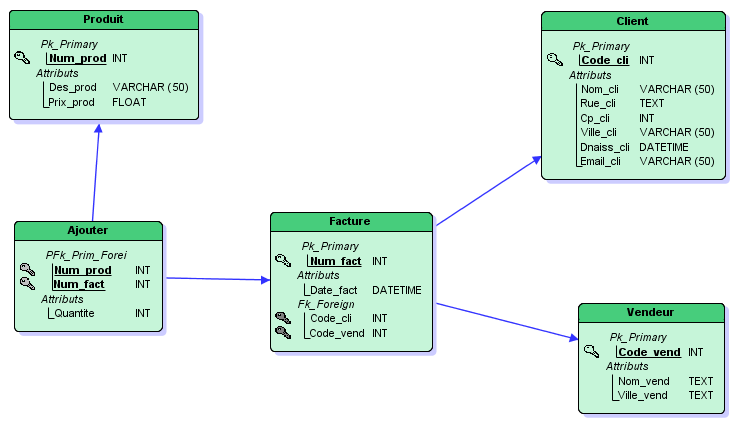 Produit
Pk_Primary
Num_prod INT
Attributs
Des_prod VARCHAR (50)
Prix_prod FLOAT
Client
Pk_Primary
Code_cli INT
Attributs
Nom_cli VARCHAR (50)
Rue_cli TEXT
Cp_cli INT
Ville_cli VARCHAR (50)
Dnaiss_cli DATETIME
Email_cli VARCHAR (50)
Ajouter
PFk_Prim_Forei
Num_prod INT
Num_fact INT
Attributs
Quantite INT
Facture
Pk_Primary
Num_fact INT
Attributs
Date_fact DATETIME
Fk_Foreign
Code_cli INT
Code_vend INT
Vendeur
Pk_Primary
Code_vend INT
Attributs
Nom_vend TEXT
Ville_vend TEXT